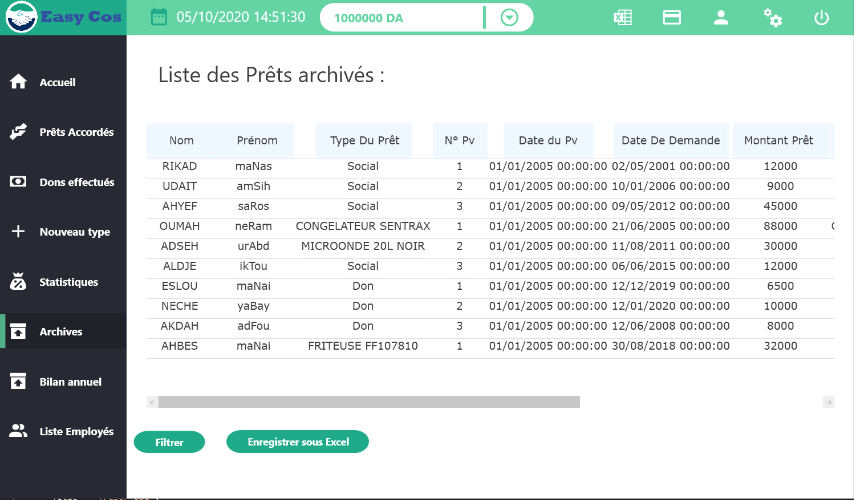 Easy Cos
05/10/2020 14:51:30
1000000 DA
Accueil
Prêts Accordés
Dons effectués
Nouveau type
Statistiques
Archives
Bilan annuel
Liste Employés
Liste des Prêts archivés :
Nom Prénom Type Du Prêt N° Pv Date du Pv Date De Demande Montant Prêt
RIKAD maNas Social 1 01/01/2005 00:00:00 02/05/2001 00:00:00 12000
UDAIT amSih Social 2 01/01/2005 00:00:00 10/01/2006 00:00:00 9000
AHYEF saRos Social 3 01/01/2005 00:00:00 09/05/2012 00:00:00 45000
OUMAH neRam CONGELATEUR SENTRAX 1 01/01/2005 00:00:00 21/06/2005 00:00:00 88000
ADSEH urAbd MICROONDE 20L NOIR 2 01/01/2005 00:00:00 11/08/2011 00:00:00 30000
ALDJE ikTou Social 3 01/01/2005 00:00:00 06/06/2015 00:00:00 12000
ESLOU maNai Don 1 01/01/2005 00:00:00 12/12/2019 00:00:00 6500
NECHE yaBay Don 2 01/01/2005 00:00:00 12/01/2020 00:00:00 10000
AKDAH adFou Don 3 01/01/2005 00:00:00 12/06/2008 00:00:00 8000
AHBES maNai FRITEUSE FF107810 1 01/01/2005 00:00:00 30/08/2018 00:00:00 32000
Filtrer
Enregistrer sous Excel